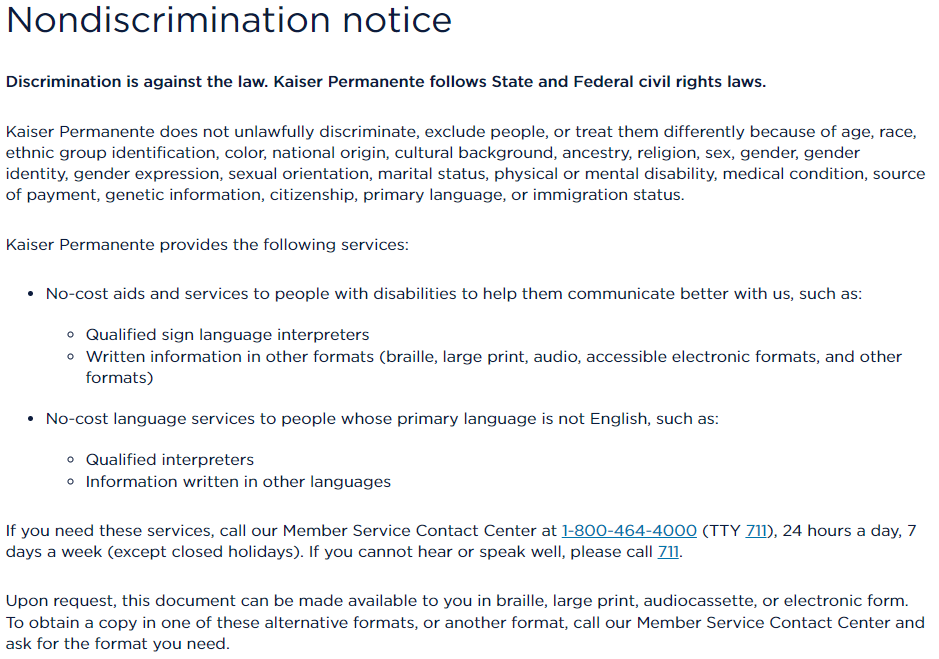 Nondiscrimination notice
Discrimination is against the law. Kaiser Permanente follows State and Federal civil rights laws.
Kaiser Permanente does not unlawfully discriminate, exclude people, or treat them differently because of age, race,
ethnic group identification, color, national origin, cultural background, ancestry, religion, sex, gender, gender
identity, gender expression, sexual orientation, marital status, physical or mental disability, medical condition, source
of payment, genetic information, citizenship, primary language, or immigration status.
Kaiser Permanente provides the following services:
• No-cost aids and services to people with disabilities to help them communicate better with us, such as:
◦ Qualified sign language interpreters
◦ Written information in other formats (braille, large print, audio, accessible electronic formats, and other
formats)
• No-cost language services to people whose primary language is not English, such as:
◦ Qualified interpreters
◦ Information written in other languages
If you need these services, call our Member Service Contact Center at 1-800-464-4000 (TTY 711), 24 hours a day, 7
days a week (except closed holidays). If you cannot hear or speak well, please call 711.
Upon request, this document can be made available to you in braille, large print, audiocassette, or electronic form.
To obtain a copy in one of these alternative formats, or another format, call our Member Service Contact Center and
ask for the format you need.